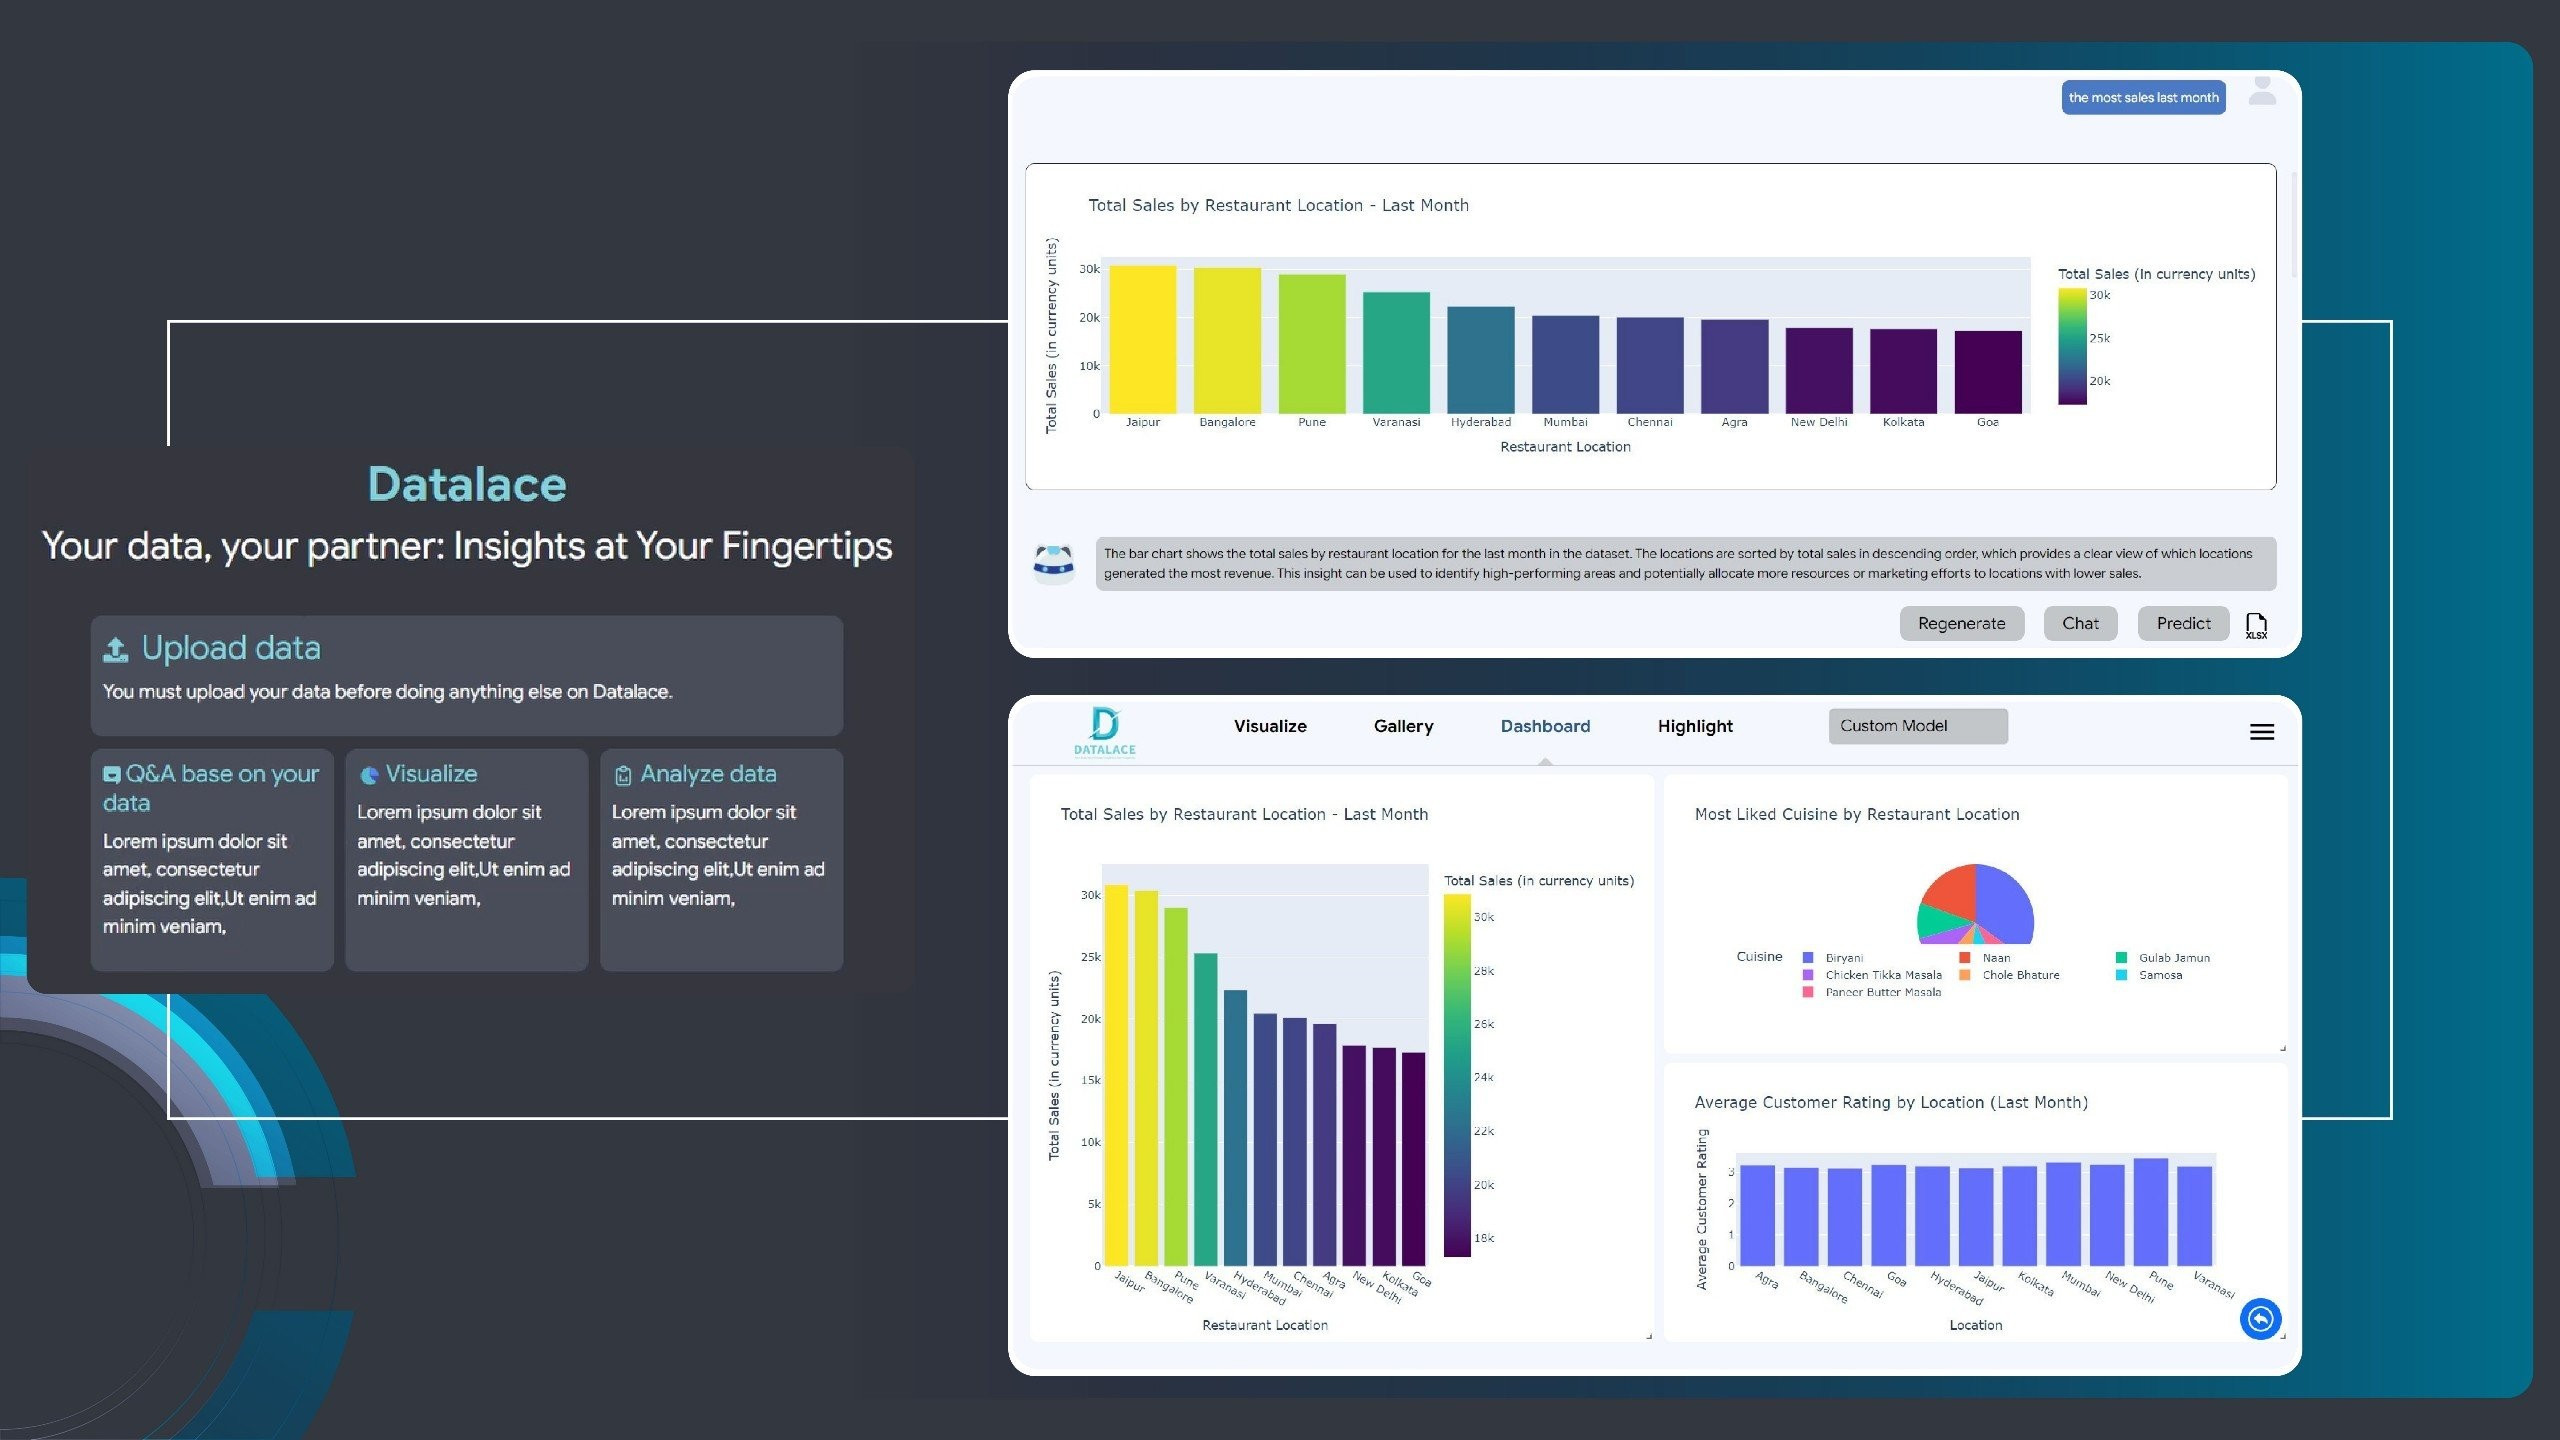 Datalace
Your data, your partner: Insights at Your Fingertips
Upload data
You must upload your data before doing anything else on Datalace.
Q&A base on your
data
Lorem ipsum dolor sit
amet, consectetur
adipiscing elit,Ut enim ad
minim veniam,
Visualize
Lorem ipsum dolor sit
amet, consectetur
adipiscing elit,Ut enim ad
minim veniam,
Analyze data
Lorem ipsum dolor sit
amet, consectetur
adipiscing elit,Ut enim ad
minim veniam,
the most sales last month
Total Sales by Restaurant Location - Last Month
Total Sales (in currency units)
30k
20k
10k
0
Jaipur Bangalore Pune Varanasi Hyderabad Mumbai Chennai Agra New Delhi Kolkata Goa
Restaurant Location
Total Sales (in currency units)
30k
25k
20k
The bar chart shows the total sales by restaurant location for the last month in the dataset. The locations are sorted by total sales in descending order, which provides a clear view of which locations
generated the most revenue. This insight can be used to identify high-performing areas and potentially allocate more resources or marketing efforts to locations with lower sales.
Regenerate Chat Predict XLSX
DATALACE
Visualize Gallery Dashboard Highlight Custom Model
Total Sales by Restaurant Location - Last Month
Total Sales (in currency units)
30k
25k
20k
15k
10k
5k
0
Jaipur Bangalore Pune Varanasi Hyderabad Mumbai Chennai Agra New Delhi Kolkata Goa
Restaurant Location
Total Sales (in currency units)
30k
28k
26k
24k
22k
20k
18k
Most Liked Cuisine by Restaurant Location
Cuisine Biryani Naan Gulab Jamun
Chicken Tikka Masala Chole Bhature Samosa
Paneer Butter Masala
Average Customer Rating by Location (Last Month)
Average Customer Rating
3
2
1
0
Agra Bangalore Chennai Goa Hyderabad Jaipur Kolkata Mumbai New Delhi Pune Varanasi
Location